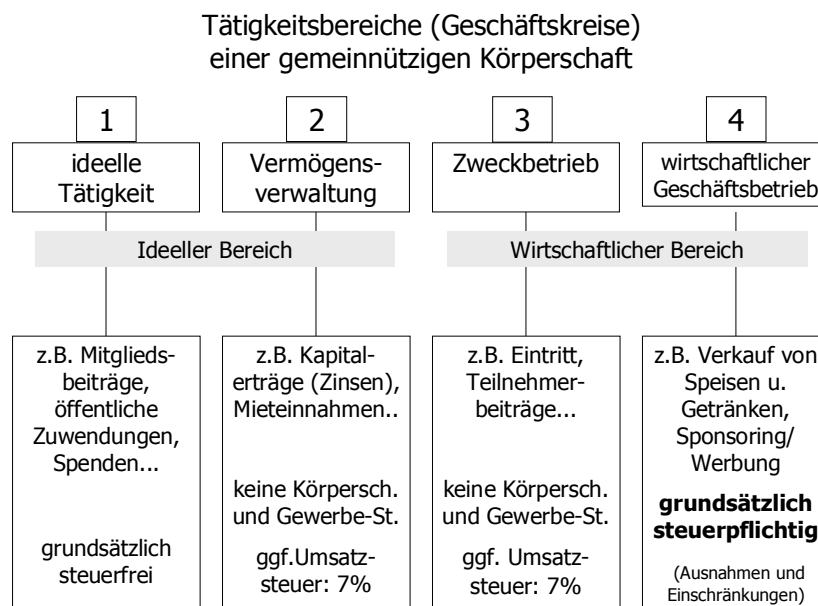 Tätigkeitsbereiche (Geschäftskreise)
einer gemeinnützigen Körperschaft
1
ideelle
Tätigkeit
2
Vermögens-
verwaltung
3
Zweckbetrieb
4
wirtschaftlicher
Geschäftsbetrieb
Ideeller Bereich
Wirtschaftlicher Bereich
z.B. Mitglieds-
beiträge,
öffentliche
Zuwendungen,
Spenden...
grundsätzlich
steuerfrei
z.B. Kapital-
erträge (Zinsen),
Mieteinnahmen..
keine Körpersch.
und Gewerbe-St.
ggf.Umsatz-
steuer: 7%
z.B. Eintritt,
Teilnehmer-
beiträge...
keine Körpersch.
und Gewerbe-St.
ggf. Umsatz-
steuer: 7%
z.B. Verkauf von
Speisen u.
Getränken,
Sponsoring/
Werbung
grundsätzlich
steuerpflichtig
(Ausnahmen und
Einschränkungen)